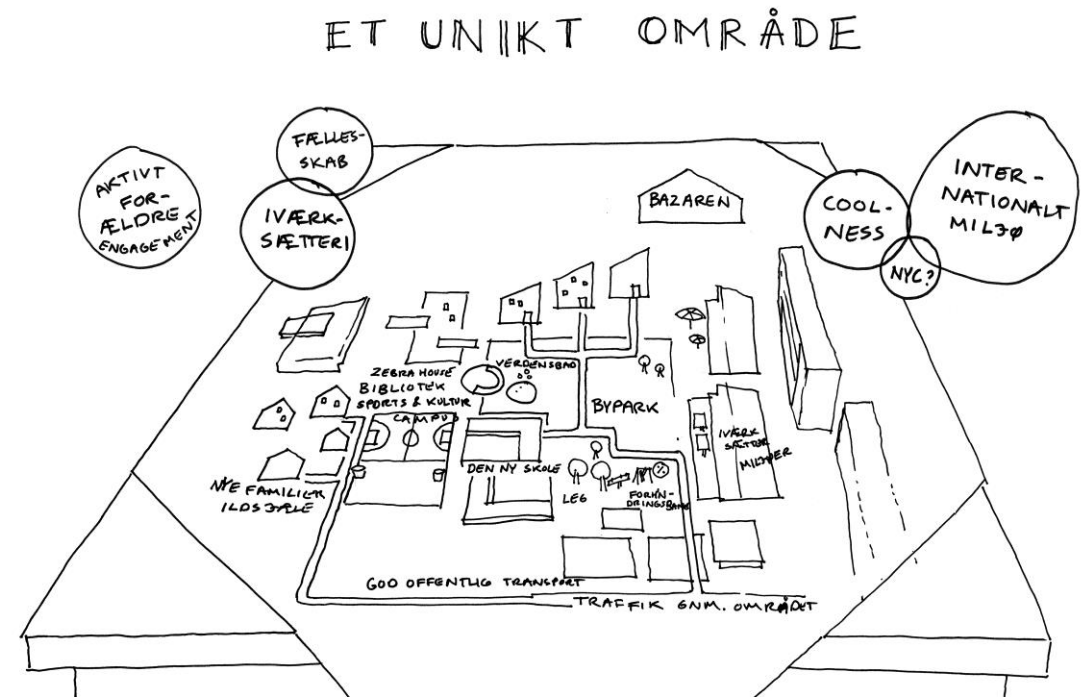 ET UNIKT OMRÅDE
FÆLLES-
SKAB
AKTIVT
FOR-
ÆLDRE
ENGAGEMENT
IVÆRK-
SÆTTERI
BAZAREN
COOL-
NESS
INTER-
NATIONALT
MILJØ
NYC?
ZEBRA HOUSE
BIBLIOTEK
SPORTS & KULTUR
CAMPUS
VERDENSBAD
BYPARK
IVÆRK
SÆTTER
MILJØER
DEN NY SKOLE
LEG
FORHIN-
DRINGSBANE
NYE FAMILIER
ILDSJÆLE
GOD OFFENTLIG TRANSPORT
TRAFFIK GNM. OMRÅDET